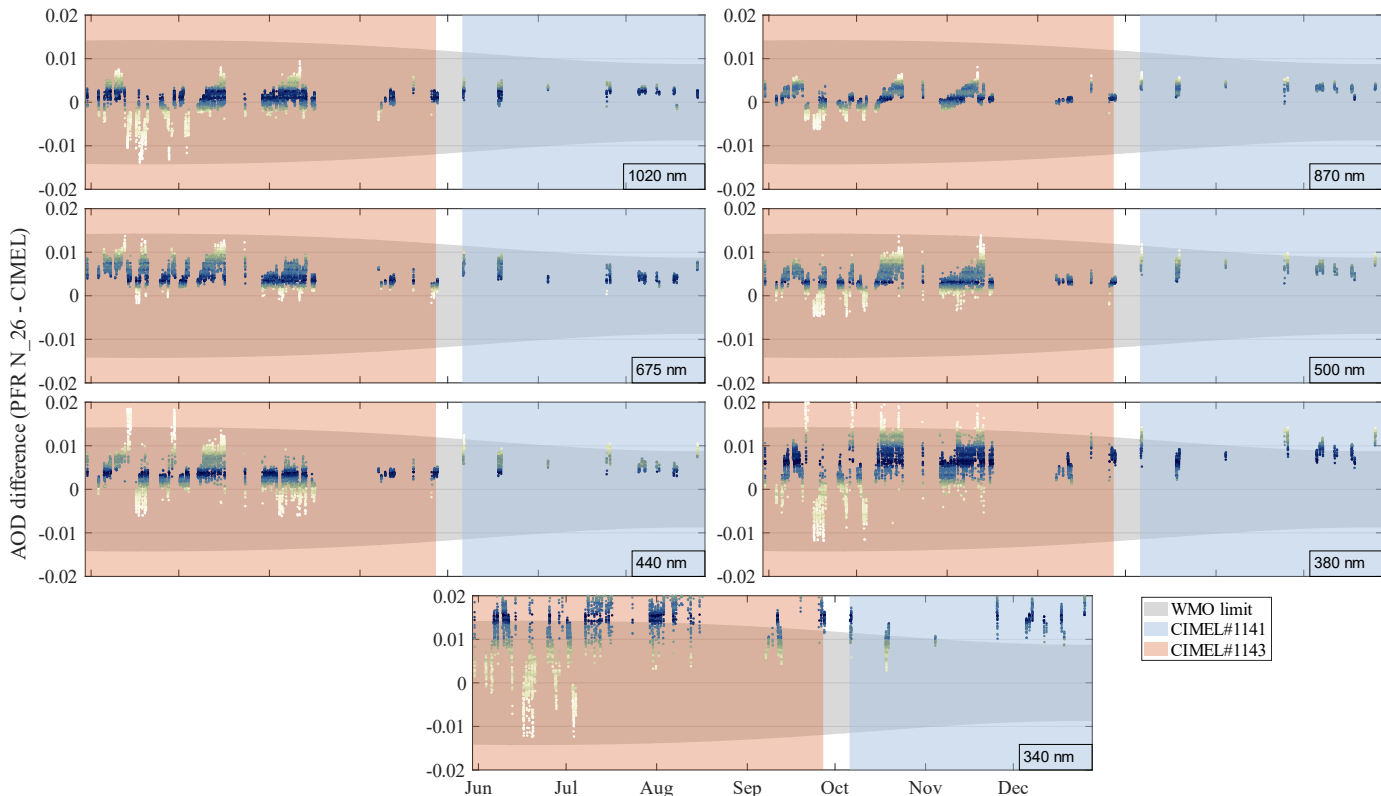 AOD difference (PFR N_26 - CIMEL)
0.02
0.01
0
-0.01
-0.02
1020 nm
0.02
0.01
0
-0.01
-0.02
870 nm
0.02
0.01
0
-0.01
-0.02
675 nm
0.02
0.01
0
-0.01
-0.02
500 nm
0.02
0.01
0
-0.01
-0.02
440 nm
0.02
0.01
0
-0.01
-0.02
380 nm
0.02
0.01
0
-0.01
-0.02
340 nm
Jun Jul Aug Sep Oct Nov Dec
WMO limit
CIMEL#1141
CIMEL#1143